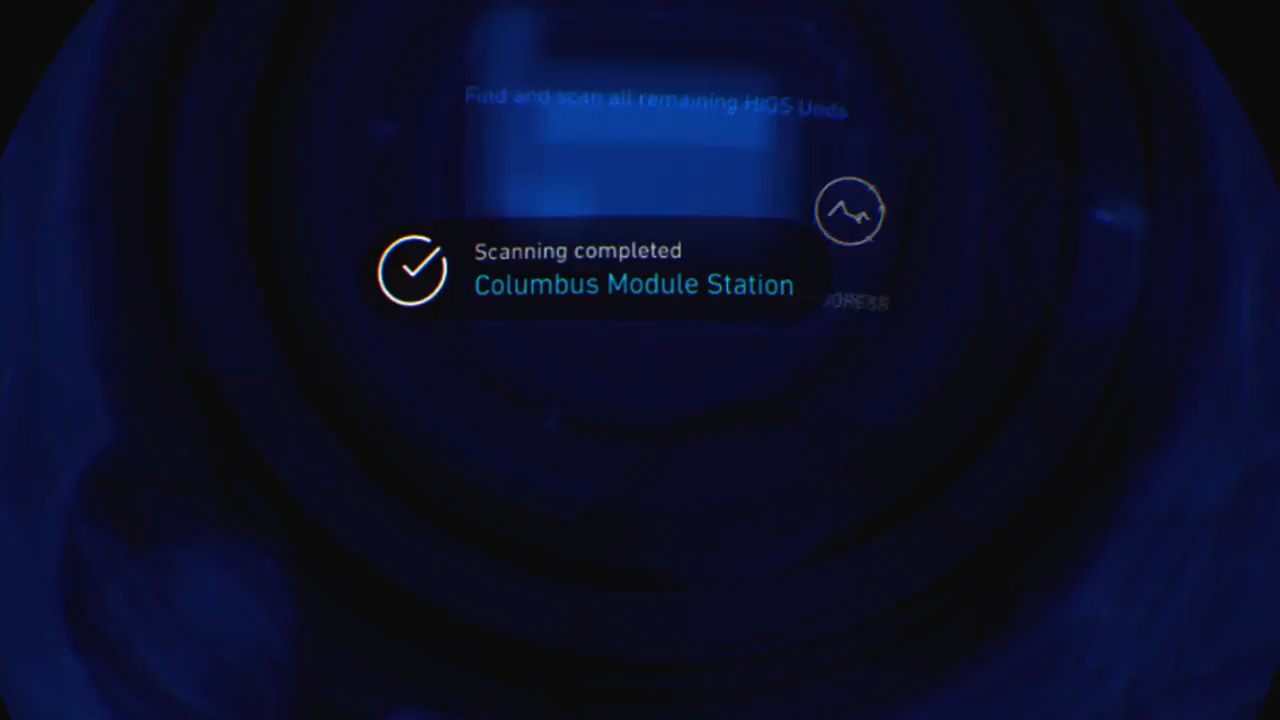 Find and scan all remaining HIGS Units
Scanning completed
Columbus Module Station